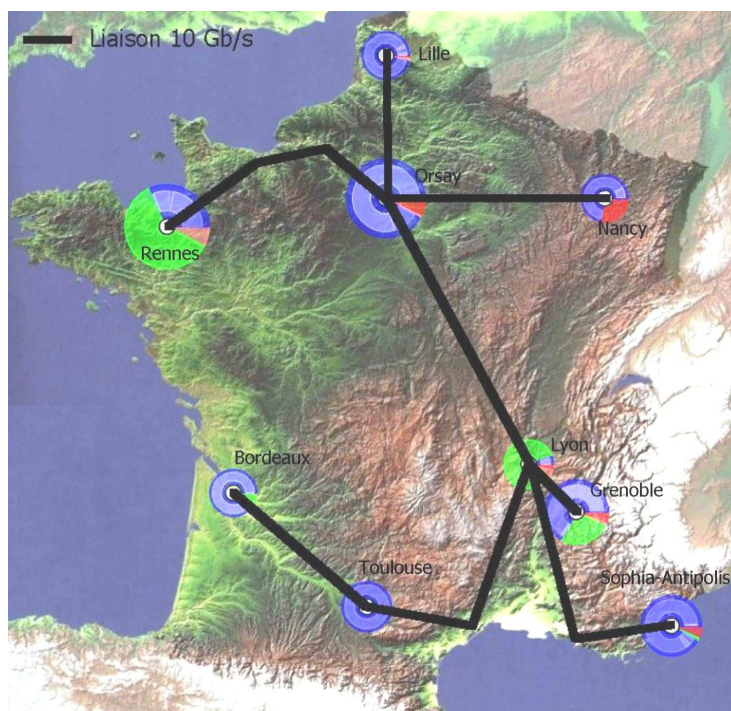 Liaison 10 Gb/s
Lille
Orsay
Nancy
Rennes
Lyon
Bordeaux
Grenoble
Toulouse
Sophia-Antipolis